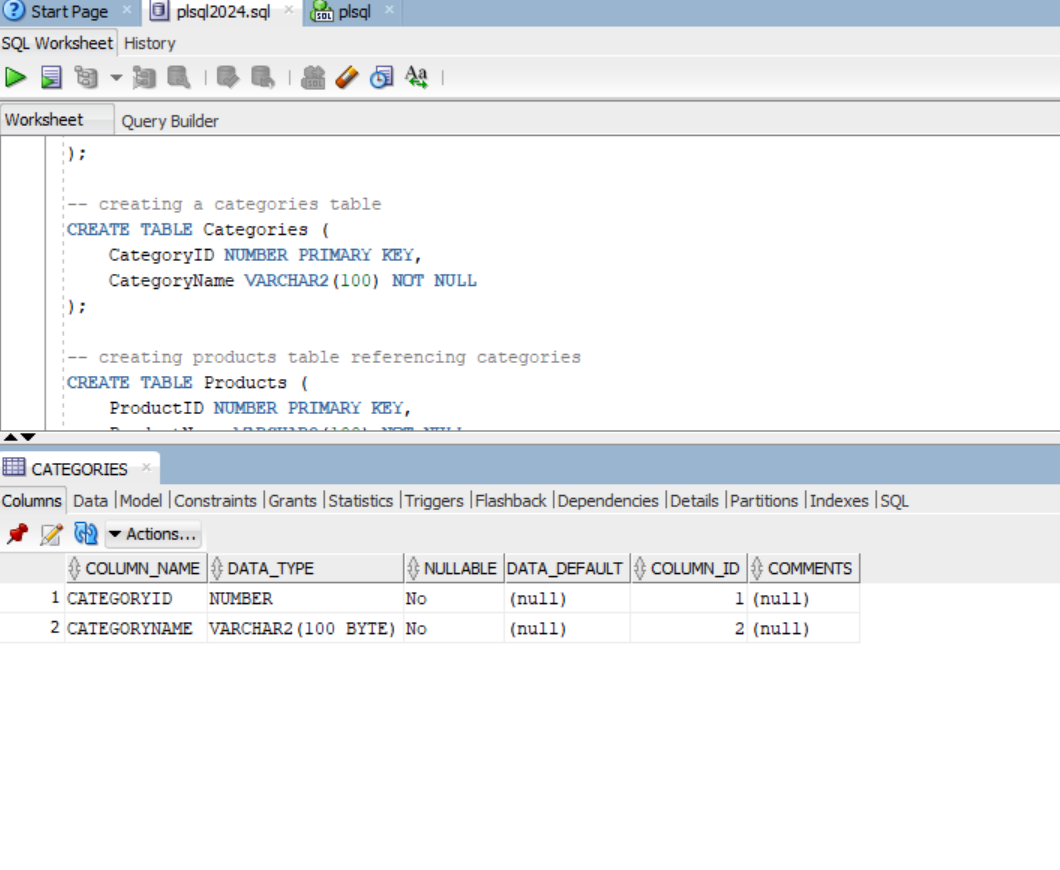 Start Page × plsql2024.sql × plsql ×
SQL Worksheet History
Worksheet Query Builder
);
-- creating a categories table
CREATE TABLE Categories (
CategoryID NUMBER PRIMARY KEY,
CategoryName VARCHAR2(100) NOT NULL
);
-- creating products table referencing categories
CREATE TABLE Products (
ProductID NUMBER PRIMARY KEY,
CATEGORIES ×
Columns Data Model Constraints Grants Statistics Triggers Flashback Dependencies Details Partitions Indexes SQL
Actions...
COLUMN_NAME DATA_TYPE NULLABLE DATA_DEFAULT COLUMN_ID COMMENTS
1 CATEGORYID NUMBER No (null) 1 (null)
2 CATEGORYNAME VARCHAR2(100 BYTE) No (null) 2 (null)